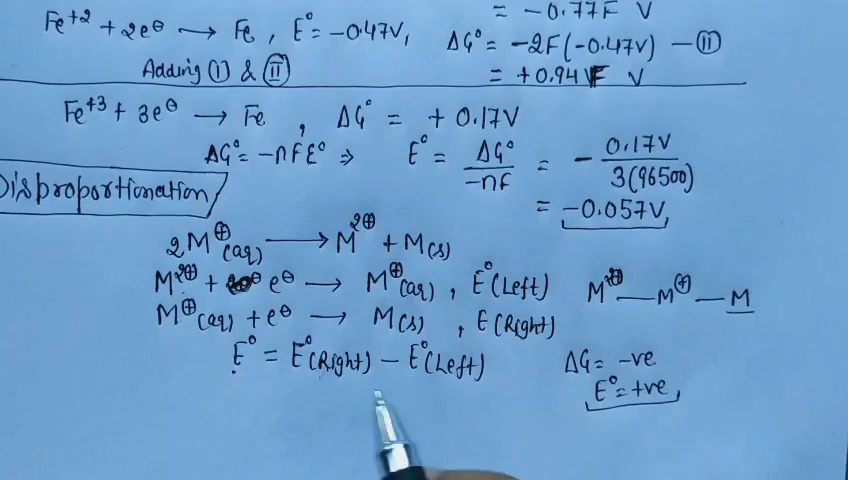 = -0.77F V
Fe⁺² + 2e⊖ → Fe, E° = -0.47V, ΔG° = -2F(-0.47V) — Ⅱ
Adding Ⓘ & Ⅱ = +0.94 F V
Fe⁺³ + 3e⊖ → Fe, ΔG° = +0.17V
ΔG° = -nFE° ⇒ E° = ΔG°/-nF = - 0.17V/3(96500)
= -0.057V
Disproportionation
2M⊕(aq) → M²⊕ + M(s)
M²⊕ + e⊖ → M⊕(aq), E°(Left) M²⊕ — M⊕ — M
M⊕(aq) + e⊖ → M(s), E(Right)
E° = E°(Right) - E°(Left) ΔG = -ve
E° = +ve